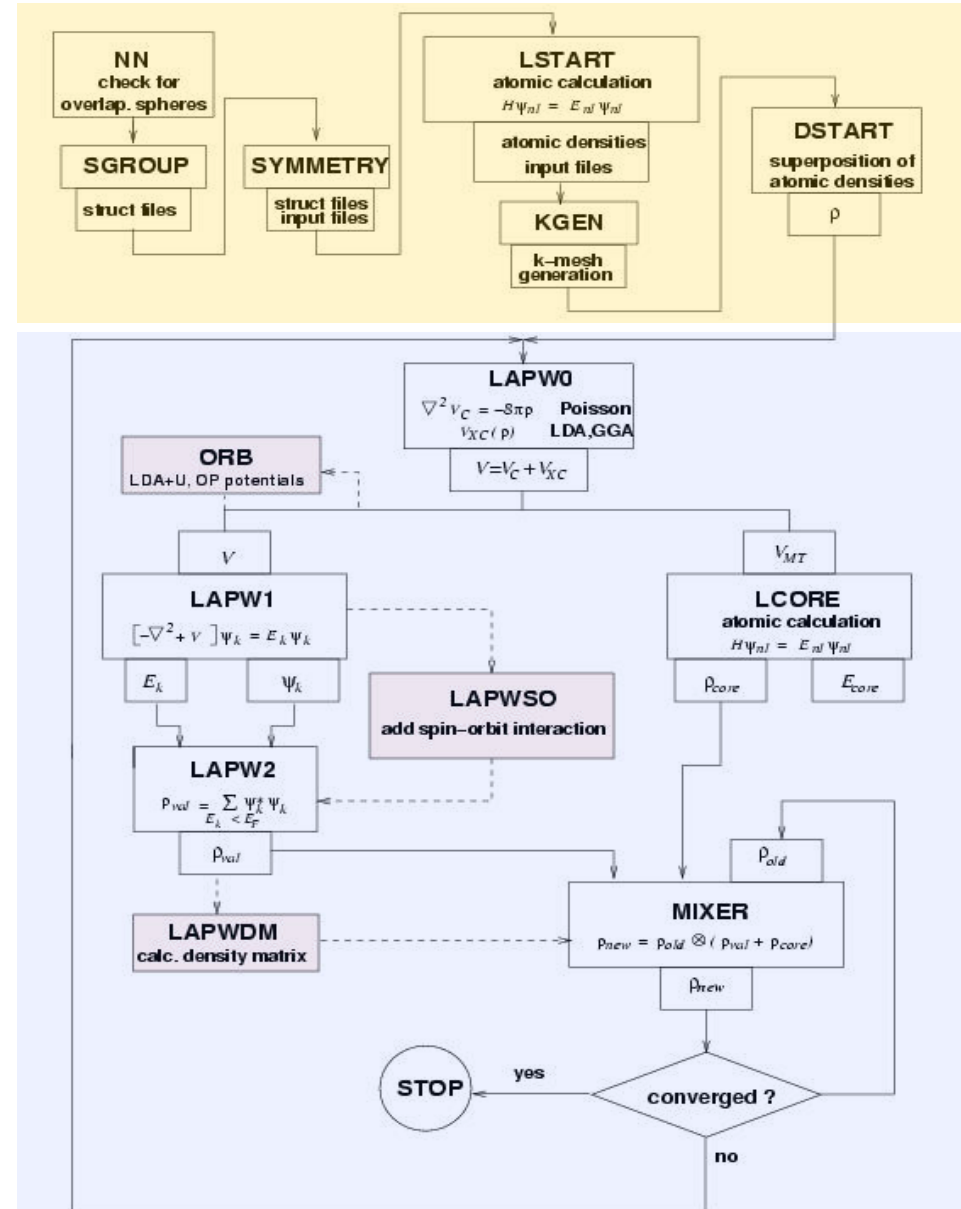 NN
check for
overlap. spheres
SGROUP
struct files
SYMMETRY
struct files
input files
LSTART
atomic calculation
Hψnl = Enl ψnl
atomic densities
input files
KGEN
k−mesh
generation
DSTART
superposition of
atomic densities
ρ
LAPW0
∇²VC = −8πρ Poisson
VXC(ρ) LDA,GGA
V=VC + VXC
ORB
LDA+U, OP potentials
V
LAPW1
[−∇²+V ]ψk = Ek ψk
Ek ψk
VMT
LCORE
atomic calculation
Hψnl = Enl ψnl
ρcore Ecore
LAPWSO
add spin−orbit interaction
LAPW2
ρval = Σ ψk* ψk
Ek < EF
ρval
LAPWDM
calc. density matrix
ρold
MIXER
ρnew = ρold ⊗ ( ρval + ρcore)
ρnew
STOP
yes
converged ?
no